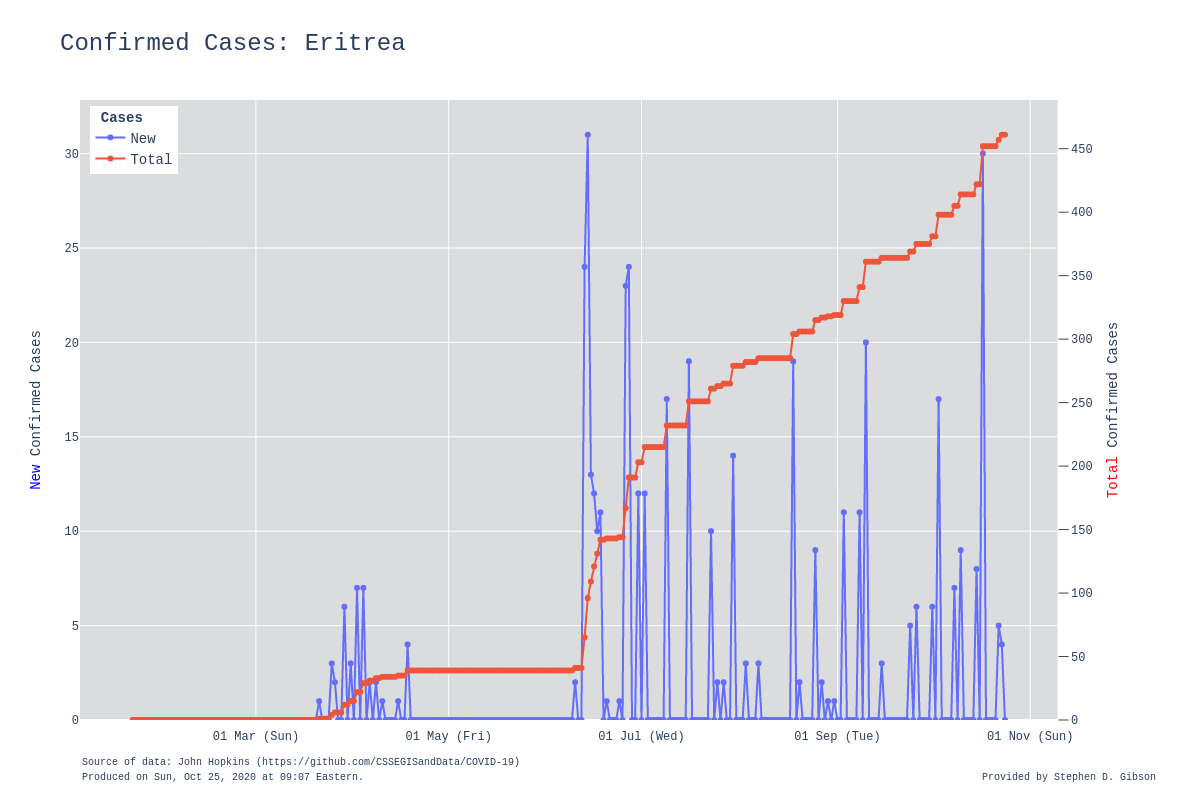 Confirmed Cases: Eritrea
Cases
New
Total
30
25
20
15
10
5
0
450
400
350
300
250
200
150
100
50
0
New Confirmed Cases
Total Confirmed Cases
01 Mar (Sun)
01 May (Fri)
01 Jul (Wed)
01 Sep (Tue)
01 Nov (Sun)
Source of data: John Hopkins (https://github.com/CSSEGISandData/COVID-19)
Produced on Sun, Oct 25, 2020 at 09:07 Eastern.
Provided by Stephen D. Gibson